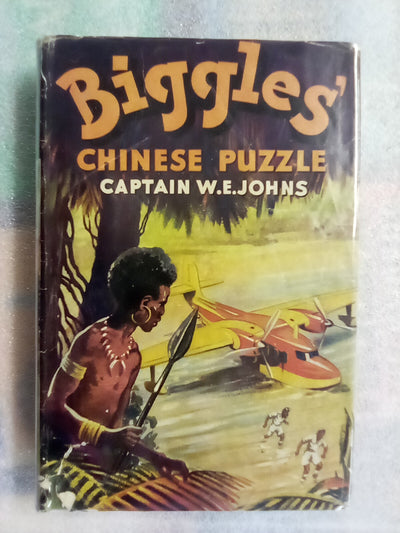 Biggles'
CHINESE PUZZLE
CAPTAIN W.E.JOHNS